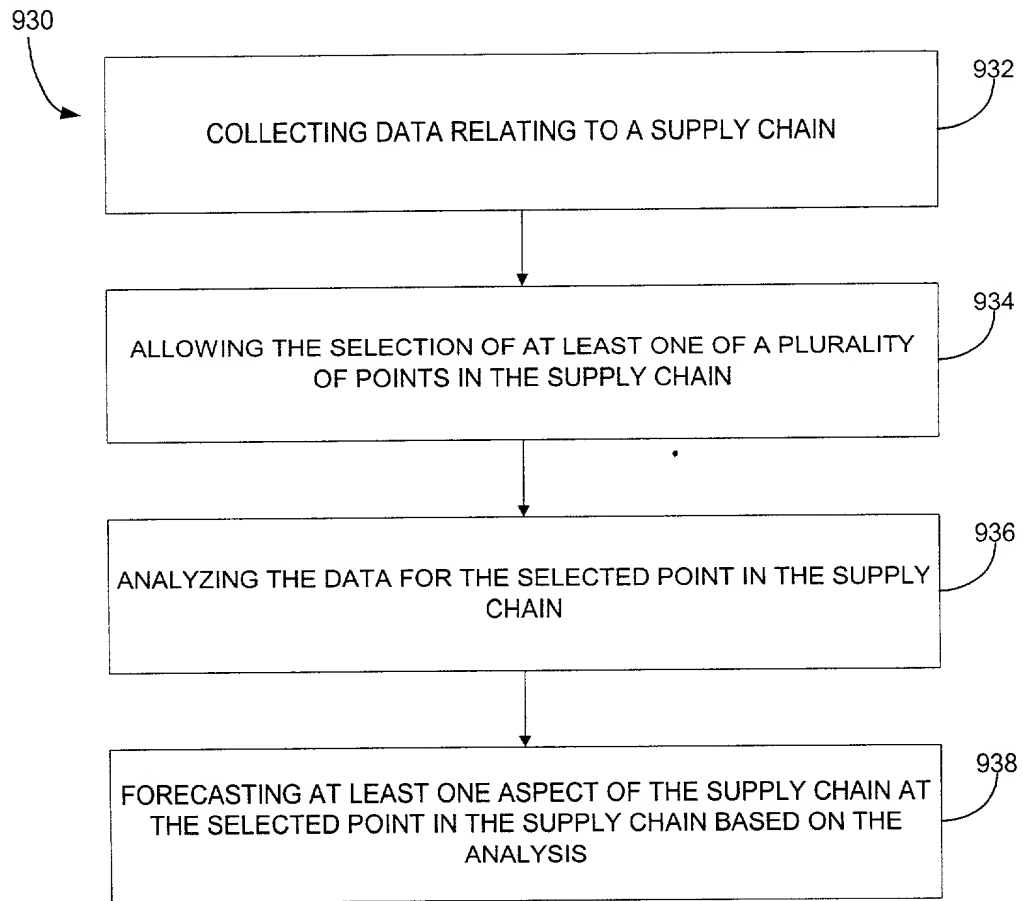 930
932
COLLECTING DATA RELATING TO A SUPPLY CHAIN
934
ALLOWING THE SELECTION OF AT LEAST ONE OF A PLURALITY
OF POINTS IN THE SUPPLY CHAIN
936
ANALYZING THE DATA FOR THE SELECTED POINT IN THE SUPPLY
CHAIN
938
FORECASTING AT LEAST ONE ASPECT OF THE SUPPLY CHAIN AT
THE SELECTED POINT IN THE SUPPLY CHAIN BASED ON THE
ANALYSIS